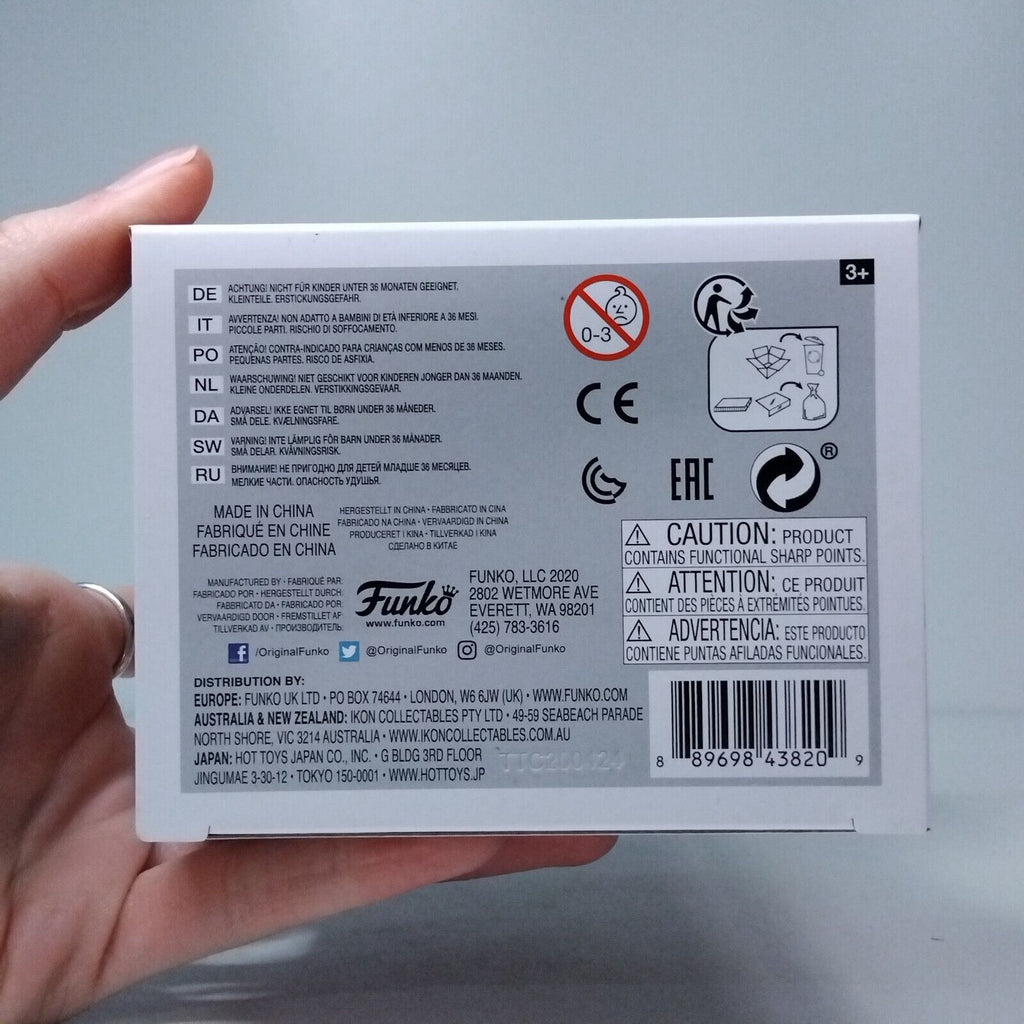 3+
DE ACHTUNG! NICHT FÜR KINDER UNTER 36 MONATEN GEEIGNET.
KLEINTEILE. ERSTICKUNGSGEFAHR.
IT AVVERTENZA! NON ADATTO A BAMBINI DI ETÀ INFERIORE A 36 MESI.
PICCOLE PARTI. RISCHIO DI SOFFOCAMENTO.
PO ATENÇÃO! CONTRA-INDICADO PARA CRIANÇAS COM MENOS DE 36 MESES.
PEQUENAS PARTES. RISCO DE ASFIXIA.
NL WAARSCHUWING! NIET GESCHIKT VOOR KINDEREN JONGER DAN 36 MAANDEN.
KLEINE ONDERDELEN. VERSTIKKINGSGEVAAR.
DA ADVARSEL! IKKE EGNET TIL BØRN UNDER 36 MÅNEDER.
SMÅ DELE. KVÆLNINGSFARE.
SW VARNING! INTE LÄMPLIG FÖR BARN UNDER 36 MÅNADER.
SMÅ DELAR. KVÄVNINGSRISK.
RU ВНИМАНИЕ! НЕ ПРИГОДНО ДЛЯ ДЕТЕЙ МЛАДШЕ 36 МЕСЯЦЕВ.
МЕЛКИЕ ЧАСТИ. ОПАСНОСТЬ УДУШЬЯ.
0-3
CE
EAC
®
MADE IN CHINA
FABRIQUÉ EN CHINE
FABRICADO EN CHINA
HERGESTELLT IN CHINA • FABBRICATO IN CINA
FABRICADO NA CHINA • VERVAARDIGD IN CHINA
PRODUCERET I KINA • TILLVERKAD I KINA
СДЕЛАНО В КИТАЕ
CAUTION: PRODUCT
CONTAINS FUNCTIONAL SHARP POINTS.
ATTENTION: CE PRODUIT
CONTIENT DES PIÈCES À EXTRÉMITÉS POINTUES.
ADVERTENCIA: ESTE PRODUCTO
CONTIENE PUNTAS AFILADAS FUNCIONALES.
MANUFACTURED BY • FABRIQUÉ PAR:
FABRICADO POR • HERGESTELLT DURCH:
FABBRICATO DA • FABRICADO POR:
VERVAARDIGD DOOR • FREMSTILLET AF
TILLVERKAD AV • ПРОИЗВОДИТЕЛЬ:
Funko
www.funko.com
FUNKO, LLC 2020
2802 WETMORE AVE
EVERETT, WA 98201
(425) 783-3616
/OriginalFunko @OriginalFunko @OriginalFunko
DISTRIBUTION BY:
EUROPE: FUNKO UK LTD • PO BOX 74644 • LONDON, W6 6JW (UK) • WWW.FUNKO.COM
AUSTRALIA & NEW ZEALAND: IKON COLLECTABLES PTY LTD • 49-59 SEABEACH PARADE
NORTH SHORE, VIC 3214 AUSTRALIA • WWW.IKONCOLLECTABLES.COM.AU
JAPAN: HOT TOYS JAPAN CO., INC. • G BLDG 3RD FLOOR
JINGUMAE 3-30-12 • TOKYO 150-0001 • WWW.HOTTOYS.JP
8 89698 43820 9